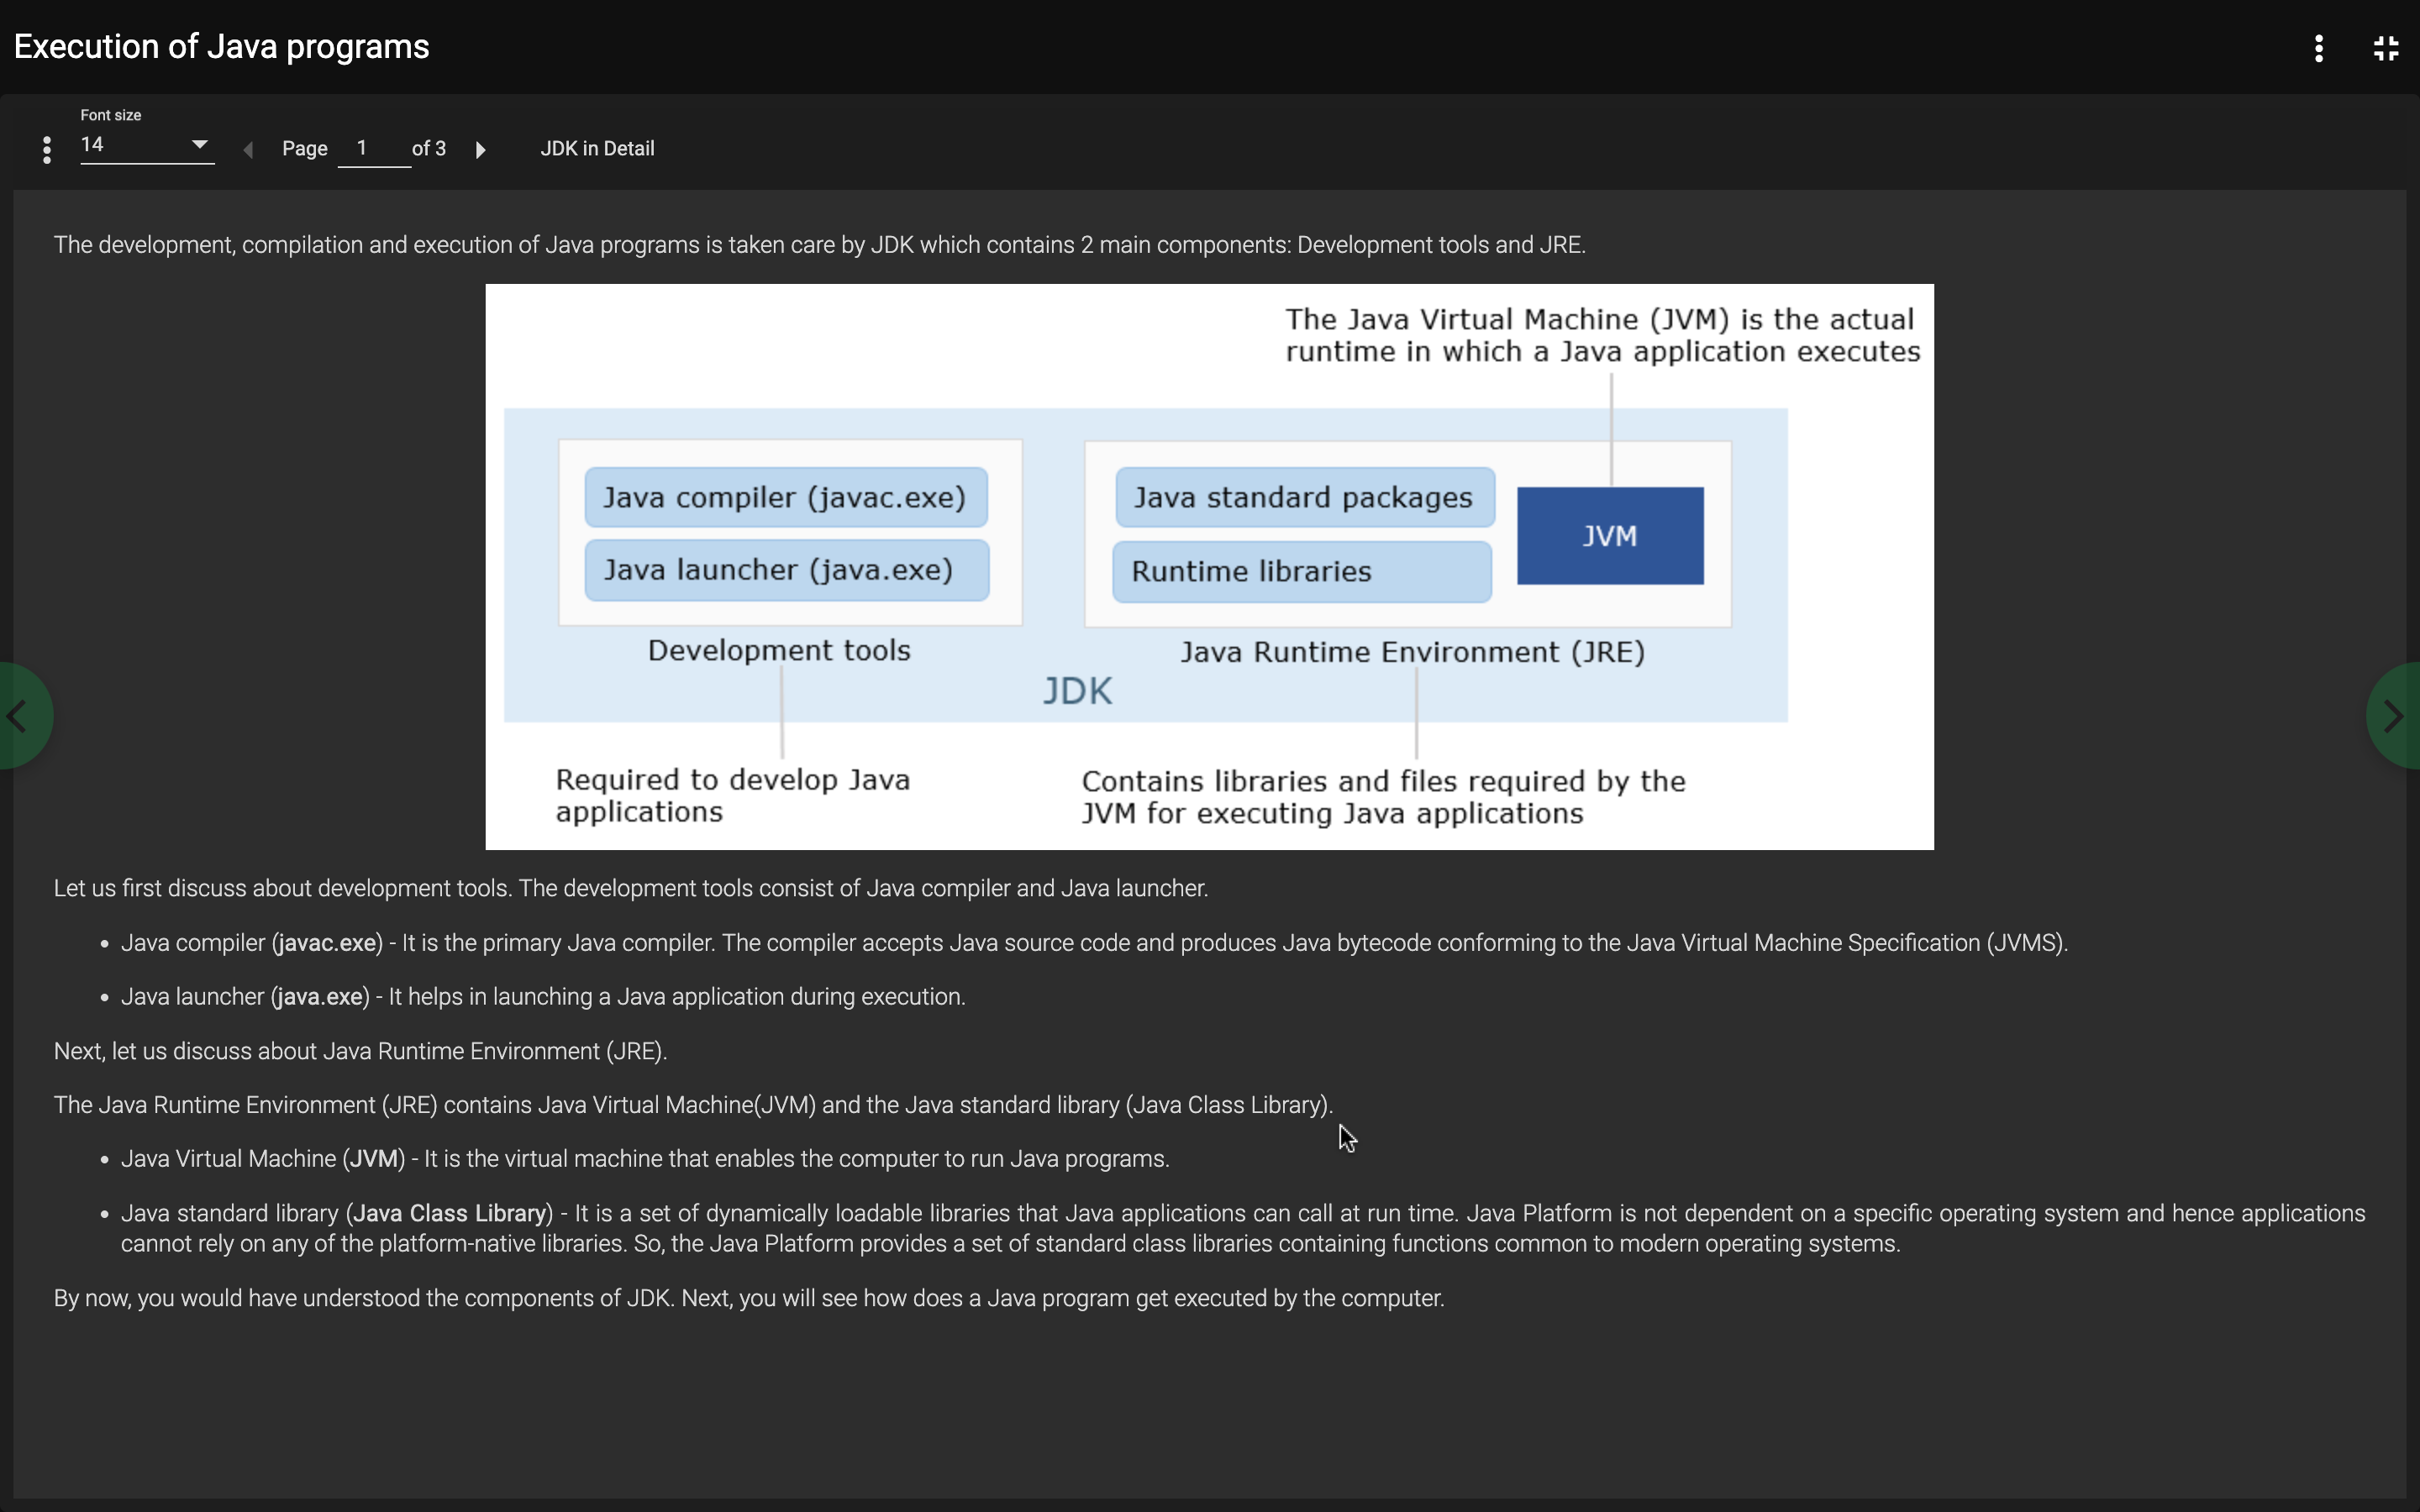 Execution of Java programs
Font size
14
Page 1 of 3
JDK in Detail
The development, compilation and execution of Java programs is taken care by JDK which contains 2 main components: Development tools and JRE.
The Java Virtual Machine (JVM) is the actual
runtime in which a Java application executes
Java compiler (javac.exe)
Java launcher (java.exe)
Development tools
Java standard packages
Runtime libraries
JVM
Java Runtime Environment (JRE)
JDK
Required to develop Java
applications
Contains libraries and files required by the
JVM for executing Java applications
Let us first discuss about development tools. The development tools consist of Java compiler and Java launcher.
• Java compiler (javac.exe) - It is the primary Java compiler. The compiler accepts Java source code and produces Java bytecode conforming to the Java Virtual Machine Specification (JVMS).
• Java launcher (java.exe) - It helps in launching a Java application during execution.
Next, let us discuss about Java Runtime Environment (JRE).
The Java Runtime Environment (JRE) contains Java Virtual Machine(JVM) and the Java standard library (Java Class Library).
• Java Virtual Machine (JVM) - It is the virtual machine that enables the computer to run Java programs.
• Java standard library (Java Class Library) - It is a set of dynamically loadable libraries that Java applications can call at run time. Java Platform is not dependent on a specific operating system and hence applications
cannot rely on any of the platform-native libraries. So, the Java Platform provides a set of standard class libraries containing functions common to modern operating systems.
By now, you would have understood the components of JDK. Next, you will see how does a Java program get executed by the computer.